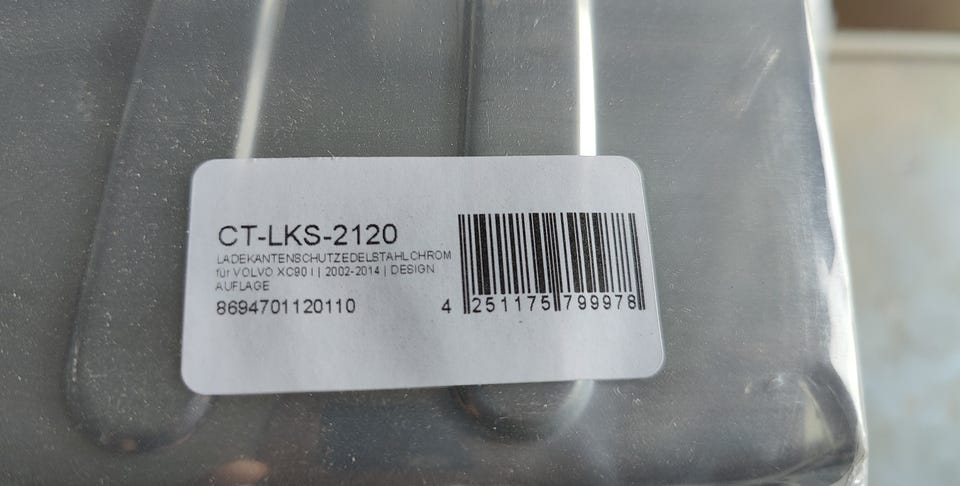 CT-LKS-2120
LADEKANTENSCHUTZEDELSTAHLCHROM
für VOLVO XC90 I | 2002-2014 | DESIGN
AUFLAGE
8694701120110
4 251175 799978